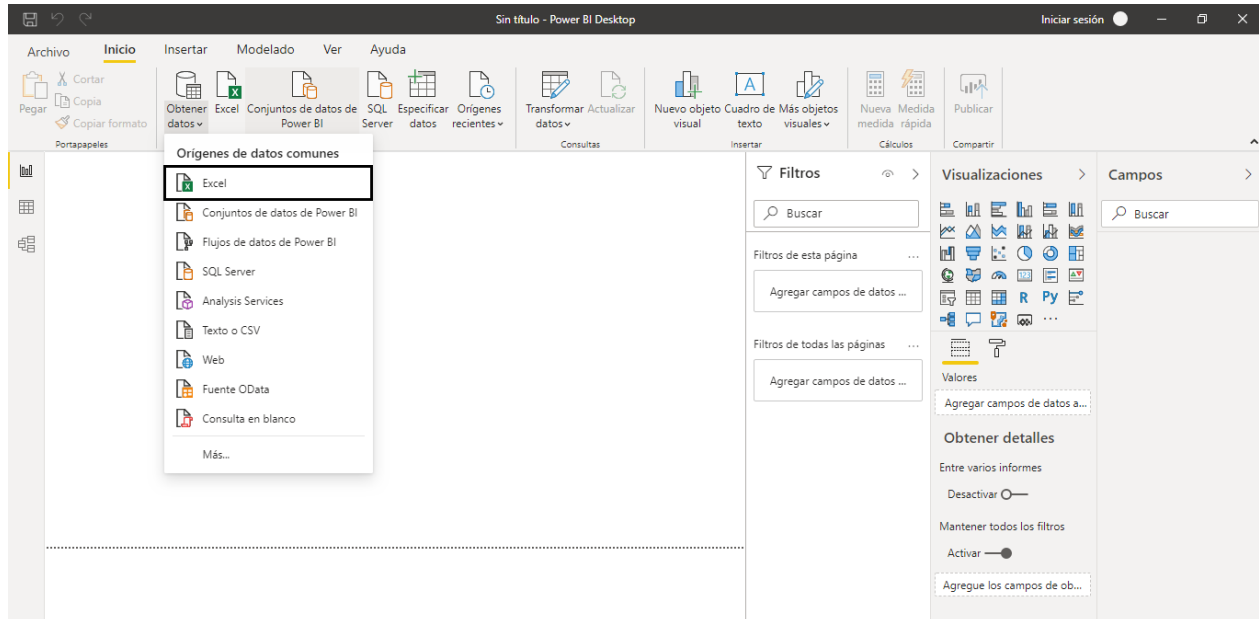 Sin título - Power BI Desktop
Iniciar sesión
Archivo Inicio Insertar Modelado Ver Ayuda
Pegar
Cortar
Copia
Copiar formato
Portapapeles
Obtener datos
Excel
Conjuntos de datos de Power BI
SQL Server
Especificar datos
Orígenes recientes
Transformar datos
Actualizar
Consultas
Nuevo objeto visual
Cuadro de texto
Más objetos visuales
Insertar
Nueva medida
Medida rápida
Cálculos
Publicar
Compartir
Orígenes de datos comunes
Excel
Conjuntos de datos de Power BI
Flujos de datos de Power BI
SQL Server
Analysis Services
Texto o CSV
Web
Fuente OData
Consulta en blanco
Más...
Filtros
Buscar
Filtros de esta página ...
Agregar campos de datos ...
Filtros de todas las páginas ...
Agregar campos de datos ...
Visualizaciones
123
R Py
...
Valores
Agregar campos de datos a...
Obtener detalles
Entre varios informes
Desactivar
Mantener todos los filtros
Activar
Agregue los campos de ob...
Campos
Buscar